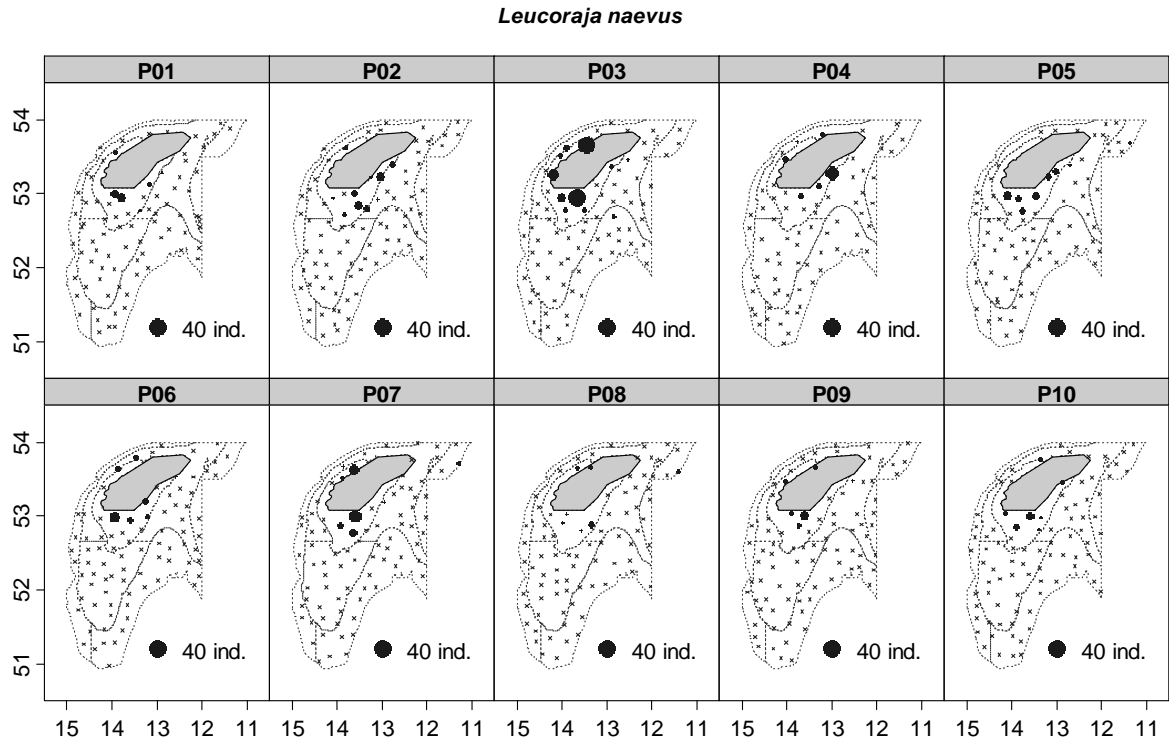 Leucoraja naevus
P01 P02 P03 P04 P05
54
53
52
51
40 ind. 40 ind. 40 ind. 40 ind. 40 ind.
P06 P07 P08 P09 P10
54
53
52
51
40 ind. 40 ind. 40 ind. 40 ind. 40 ind.
15 14 13 12 11 15 14 13 12 11 15 14 13 12 11 15 14 13 12 11 15 14 13 12 11